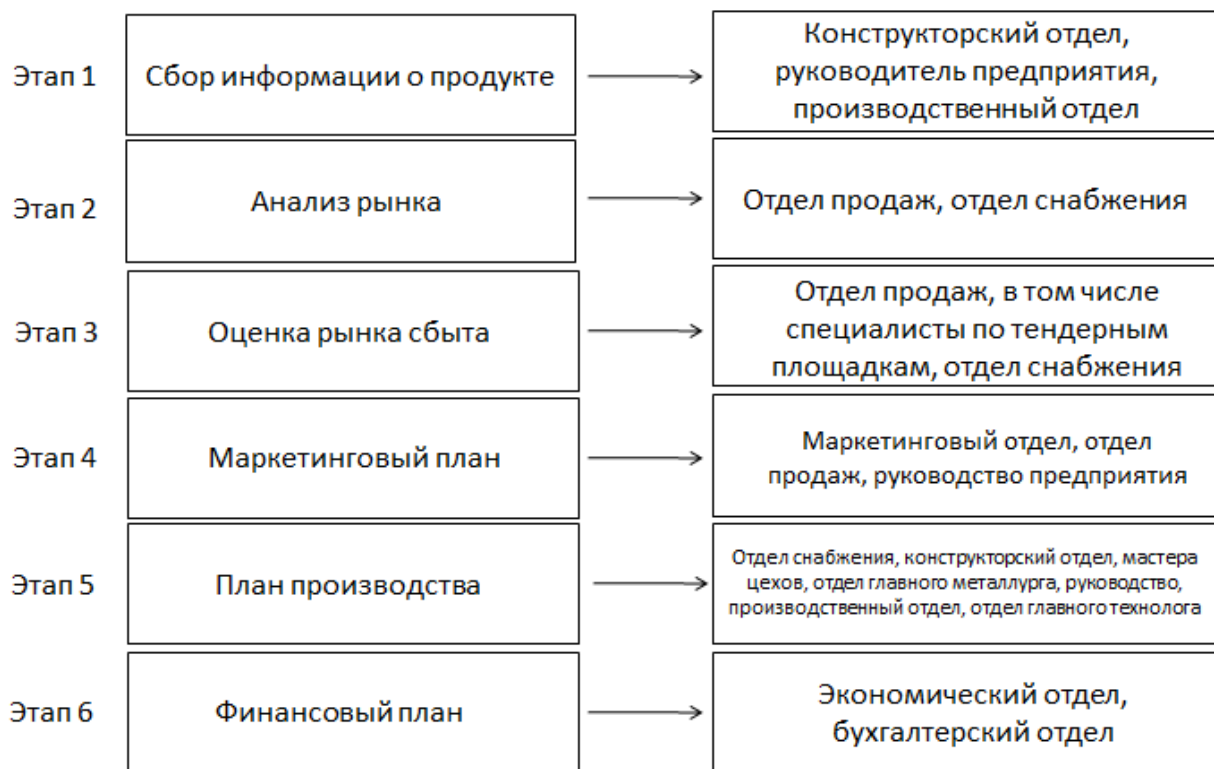 Этап 1
Сбор информации о продукте
Конструкторский отдел,
руководитель предприятия,
производственный отдел
Этап 2
Анализ рынка
Отдел продаж, отдел снабжения
Этап 3
Оценка рынка сбыта
Отдел продаж, в том числе
специалисты по тендерным
площадкам, отдел снабжения
Этап 4
Маркетинговый план
Маркетинговый отдел, отдел
продаж, руководство предприятия
Этап 5
План производства
Отдел снабжения, конструкторский отдел, мастера
цехов, отдел главного металлурга, руководство,
производственный отдел, отдел главного технолога
Этап 6
Финансовый план
Экономический отдел,
бухгалтерский отдел